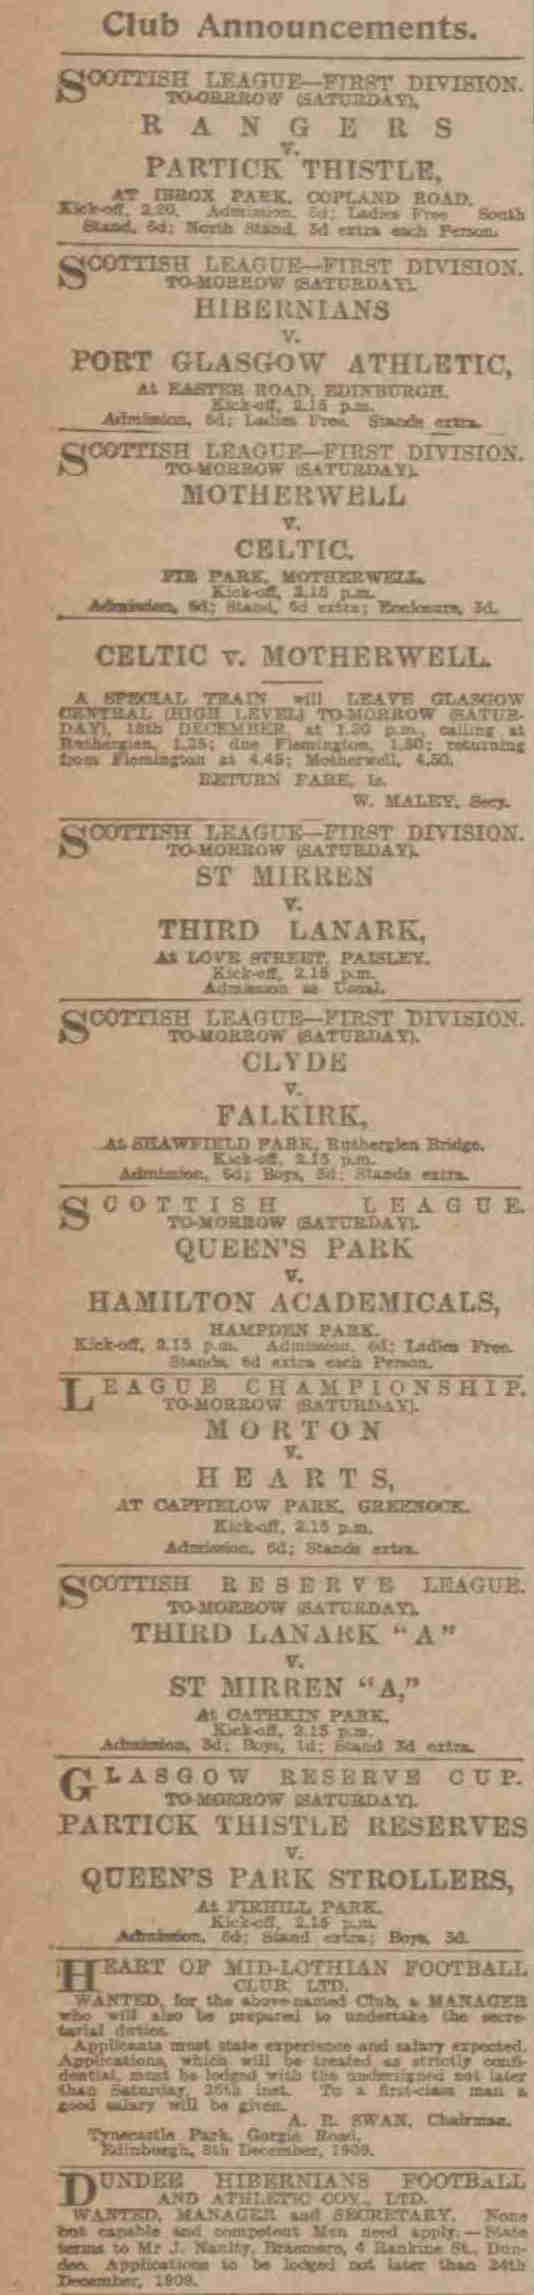 Club Announcements.
SCOTTISH LEAGUE—FIRST DIVISION.
TO-MORROW (SATURDAY),
RANGERS
v.
PARTICK THISTLE,
AT IBROX PARK, COPLAND ROAD.
Kick-off, 2.20. Admission, 6d; Ladies Free South
Stand, 6d; North Stand, 3d extra each Person.
SCOTTISH LEAGUE—FIRST DIVISION.
TO-MORROW (SATURDAY).
HIBERNIANS
v.
PORT GLASGOW ATHLETIC,
At EASTER ROAD, EDINBURGH.
Kick-off, 2.15 p.m.
Admission, 6d; Ladies Free. Stands extra.
SCOTTISH LEAGUE—FIRST DIVISION.
TO-MORROW (SATURDAY).
MOTHERWELL
v.
CELTIC.
FIR PARK, MOTHERWELL.
Kick-off, 2.15 p.m.
Admission, 6d; Stand, 6d extra; Enclosure, 3d.
CELTIC v. MOTHERWELL.
A SPECIAL TRAIN will LEAVE GLASGOW
CENTRAL (HIGH LEVEL) TO-MORROW (SATUR-
DAY), 18th DECEMBER, at 1.20 p.m., calling at
Rutherglen, 1.25; due Flemington, 1.50; returning
from Flemington at 4.45; Motherwell, 4.50.
RETURN FARE, 1s.
W. MALEY, Secy.
SCOTTISH LEAGUE—FIRST DIVISION.
TO-MORROW (SATURDAY).
ST MIRREN
v.
THIRD LANARK,
At LOVE STREET, PAISLEY.
Kick-off, 2.15 p.m.
Admission as Usual.
SCOTTISH LEAGUE—FIRST DIVISION.
TO-MORROW (SATURDAY).
CLYDE
v.
FALKIRK,
At SHAWFIELD PARK, Rutherglen Bridge.
Kick-off, 2.15 p.m.
Admission, 6d; Boys, 3d; Stands extra.
SCOTTISH LEAGUE.
TO-MORROW (SATURDAY).
QUEEN'S PARK
v.
HAMILTON ACADEMICALS,
HAMPDEN PARK.
Kick-off, 2.15 p.m. Admission, 6d; Ladies Free.
Stands, 6d extra each Person.
LEAGUE CHAMPIONSHIP.
TO-MORROW (SATURDAY).
MORTON
v.
HEARTS,
AT CAPPIELOW PARK, GREENOCK.
Kick-off, 2.15 p.m.
Admission, 6d; Stands extra.
SCOTTISH RESERVE LEAGUE.
TO-MORROW (SATURDAY).
THIRD LANARK "A"
v.
ST MIRREN "A,"
At CATHKIN PARK.
Kick-off, 2.15 p.m.
Admission, 3d; Boys, 1d; Stand 3d extra.
GLASGOW RESERVE CUP.
TO-MORROW (SATURDAY).
PARTICK THISTLE RESERVES
v.
QUEEN'S PARK STROLLERS,
At FIRHILL PARK.
Kick-off, 2.15 p.m.
Admission, 6d; Stand extra; Boys, 3d.
HEART OF MID-LOTHIAN FOOTBALL
CLUB, LTD.
WANTED, for the above-named Club, a MANAGER
who will also be prepared to undertake the secre-
tarial duties.
Applicants must state experience and salary expected.
Applications, which will be treated as strictly confi-
dential, must be lodged with the undersigned not later
than Saturday, 25th inst. To a first-class man a
good salary will be given.
A. R. SWAN, Chairman.
Tynecastle Park, Gorgie Road,
Edinburgh, 8th December, 1909.
DUNDEE HIBERNIANS FOOTBALL
AND ATHLETIC COY., LTD.
WANTED, MANAGER and SECRETARY. None
but capable and competent Men need apply.—State
terms to Mr J. Braemore, 4 Rankine St., Dun-
dee. Applications to be lodged not later than 24th
December, 1909.